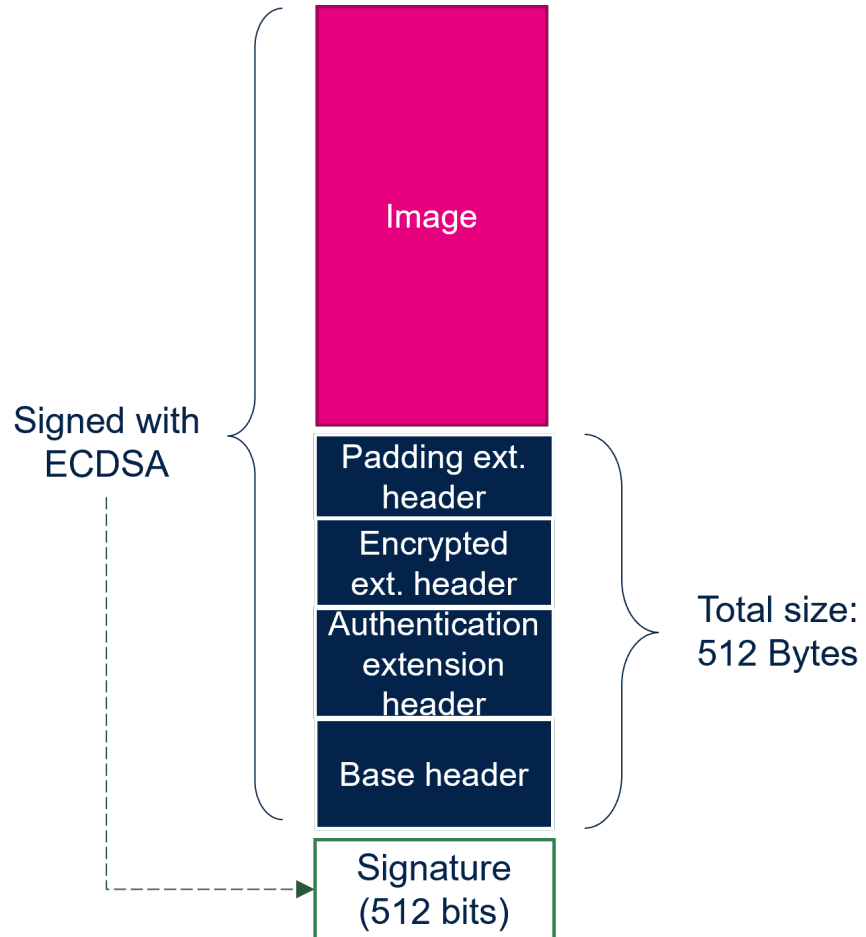 Image
Signed with
ECDSA
Padding ext.
header
Encrypted
ext. header
Authentication
extension
header
Base header
Total size:
512 Bytes
Signature
(512 bits)